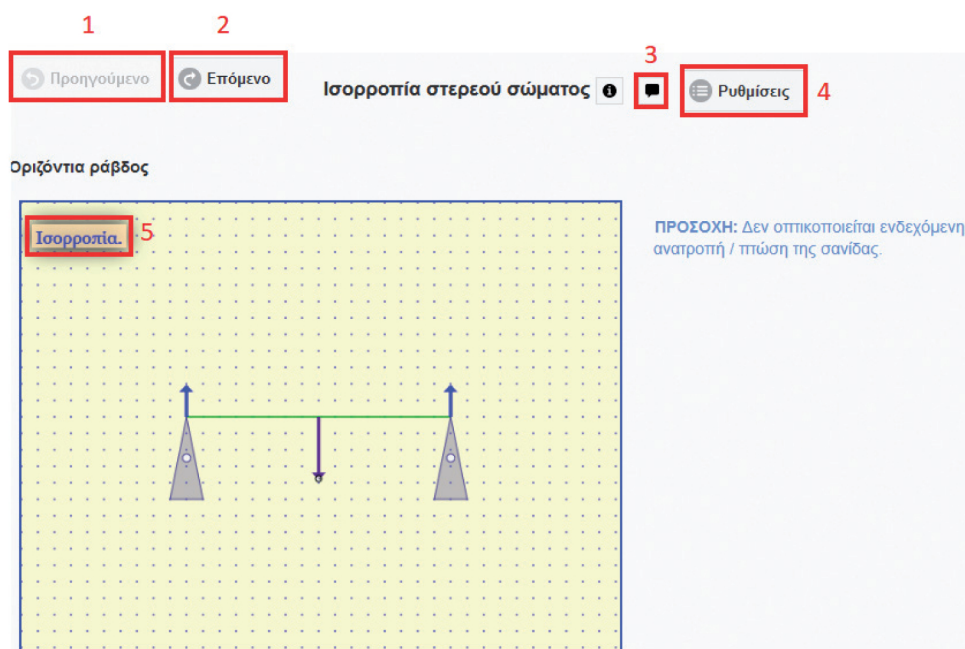 1 2
3
Προηγούμενο Επόμενο Ισορροπία στερεού σώματος Ρυθμίσεις 4
Οριζόντια ράβδος
Ισορροπία. 5
ΠΡΟΣΟΧΗ: Δεν οπτικοποιείται ενδεχόμενη
ανατροπή / πτώση της σανίδας.